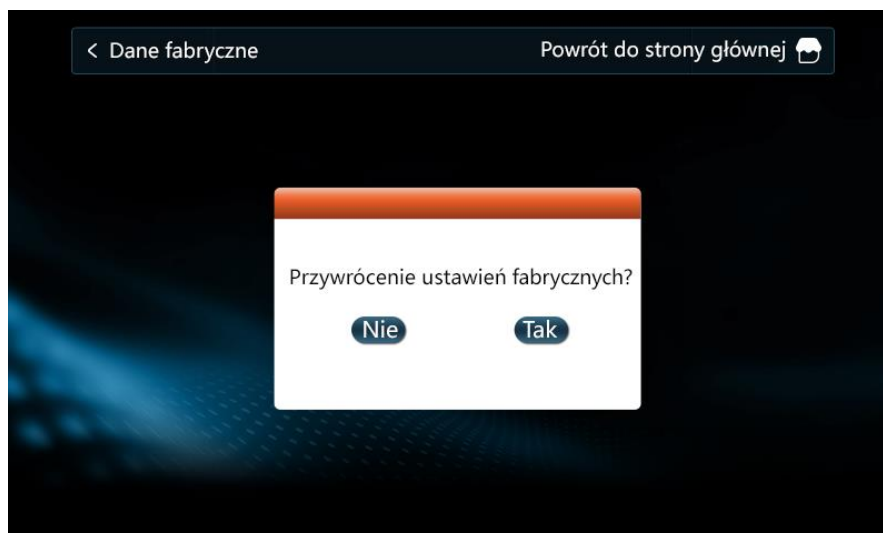 < Dane fabryczne
Powrót do strony głównej
Przywrócenie ustawień fabrycznych?
Nie
Tak